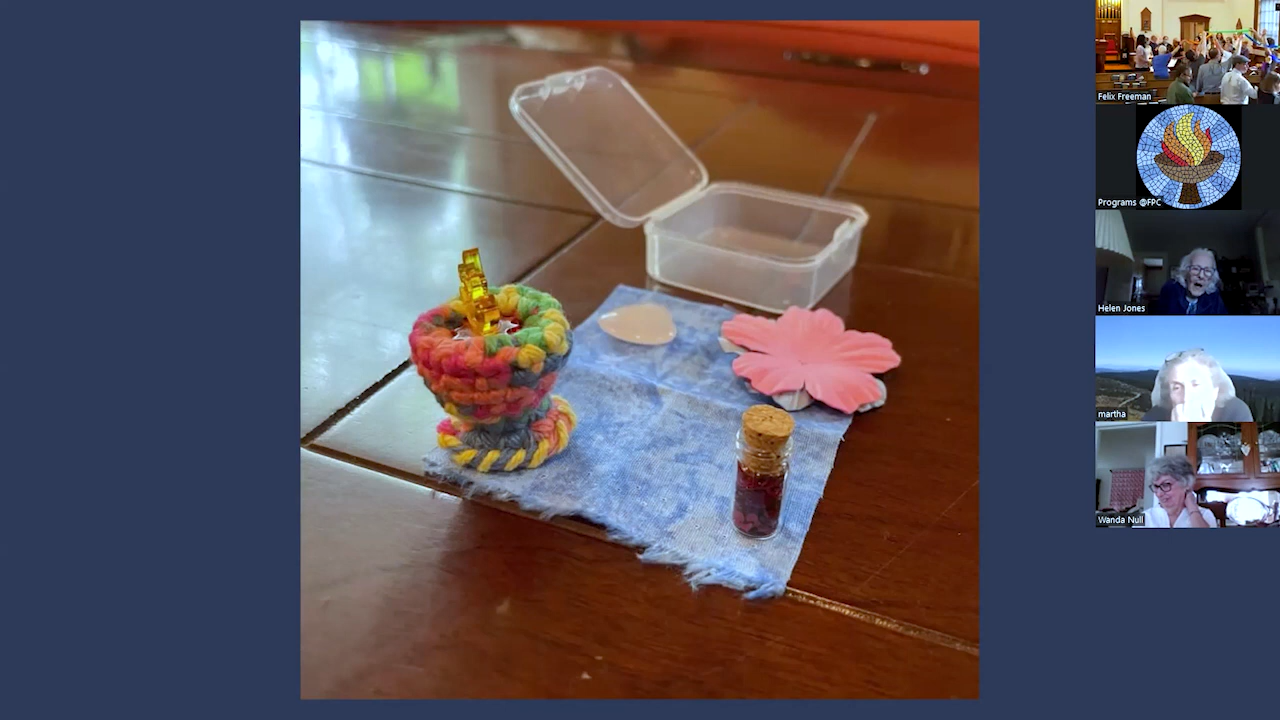 Felix Freeman
Programs @FPC
Helen Jones
martha
Wanda Null